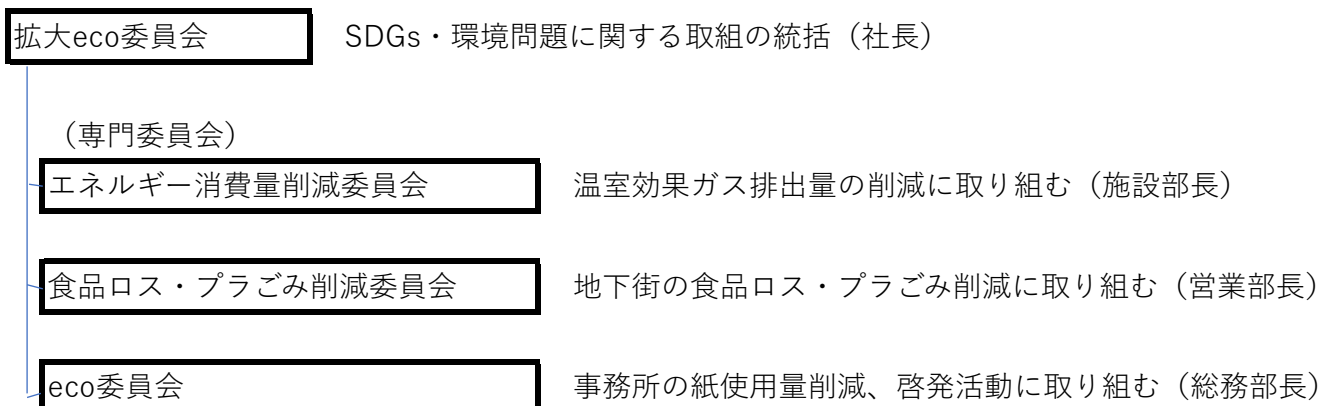 拡大eco委員会 SDGs・環境問題に関する取組の統括（社長）
（専門委員会）
エネルギー消費量削減委員会 温室効果ガス排出量の削減に取り組む（施設部長）
食品ロス・プラごみ削減委員会 地下街の食品ロス・プラごみ削減に取り組む（営業部長）
eco委員会 事務所の紙使用量削減、啓発活動に取り組む（総務部長）